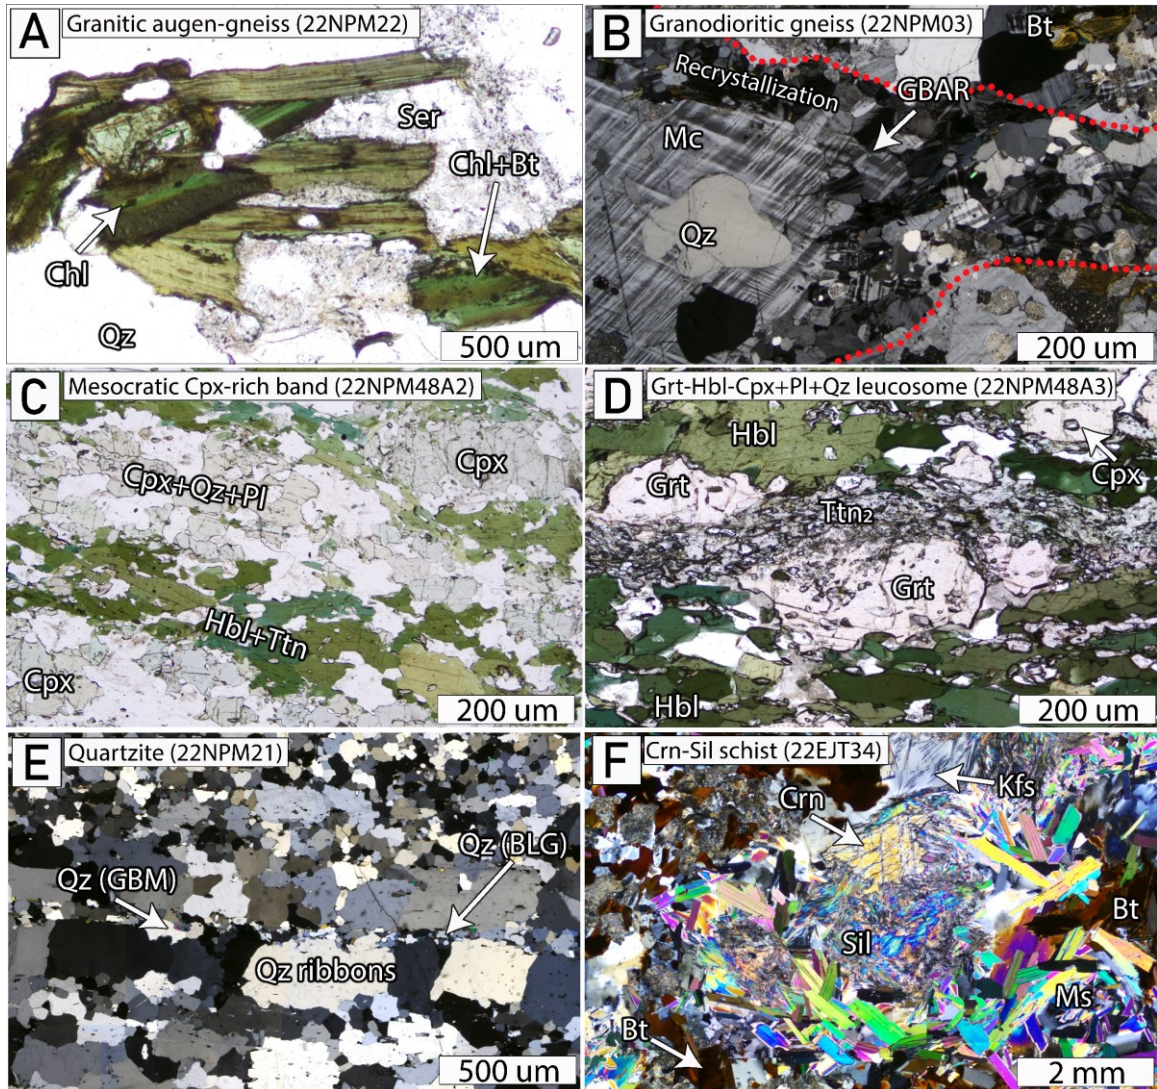 A
Granitic augen-gneiss (22NPM22)
Ser
Chl+Bt
Chl
Qz
500 um
B
Granodioritic gneiss (22NPM03)
Bt
Recrystallization
GBAR
Mc
Qz
200 um
C
Mesocratic Cpx-rich band (22NPM48A2)
Cpx
Cpx+Qz+Pl
Hbl+Ttn
Cpx
200 um
D
Grt-Hbl-Cpx+Pl+Qz leucosome (22NPM48A3)
Hbl
Cpx
Grt
Ttn₂
Grt
Hbl
200 um
E
Quartzite (22NPM21)
Qz (BLG)
Qz (GBM)
Qz ribbons
500 um
F
Crn-Sil schist (22EJT34)
Kfs
Crn
Bt
Sil
Ms
Bt
2 mm